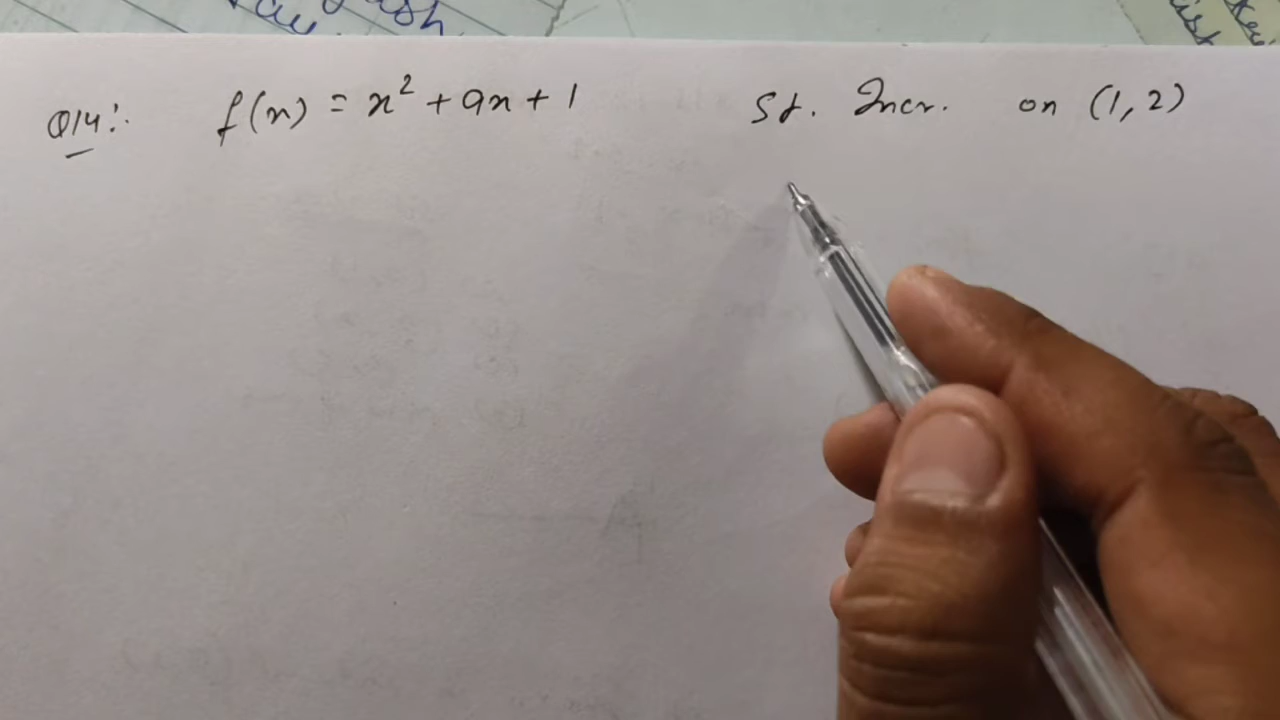 Q14:. f(x) = x² + ax + 1 St. Incr. on (1, 2)